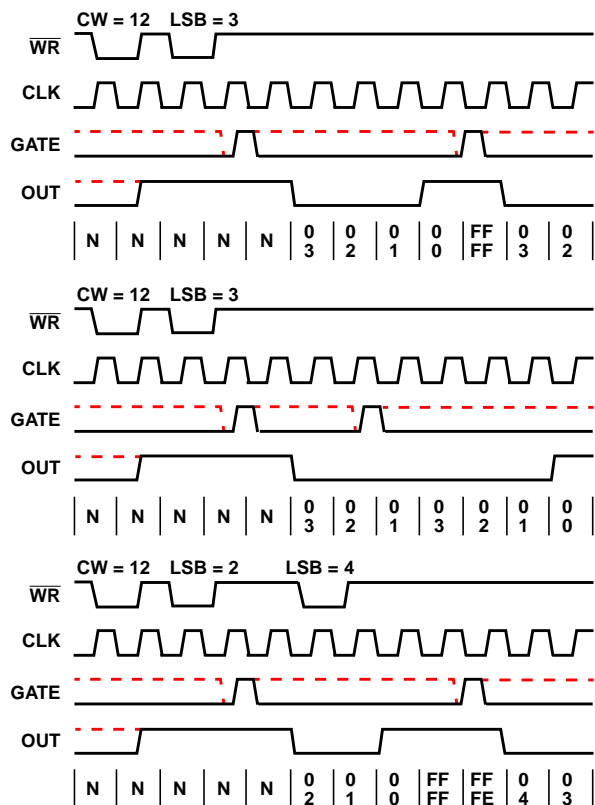 CW = 12 LSB = 3
WR
CLK
GATE
OUT
N N N N N 0 0 0 0 FF 0 0
3 2 1 0 FF 3 2
CW = 12 LSB = 3
WR
CLK
GATE
OUT
N N N N N 0 0 0 0 0 0 0
3 2 1 3 2 1 0
CW = 12 LSB = 2 LSB = 4
WR
CLK
GATE
OUT
N N N N N 0 0 0 FF FF 0 0
2 1 0 FF FE 4 3